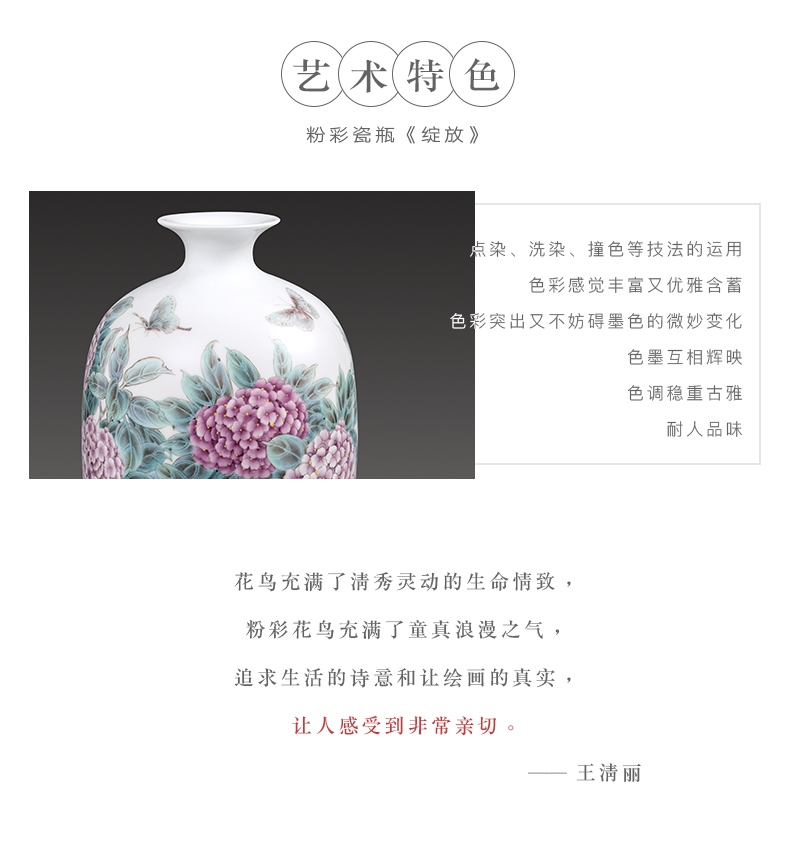 艺术特色
粉彩瓷瓶《绽放》
点染、洗染、撞色等技法的运用
色彩感觉丰富又优雅含蓄
色彩突出又不妨碍墨色的微妙变化
色墨互相辉映
色调稳重古雅
耐人品味
花鸟充满了清秀灵动的生命情致，
粉彩花鸟充满了童真浪漫之气，
追求生活的诗意和让绘画的真实，
让人感受到非常亲切。
—— 王清丽